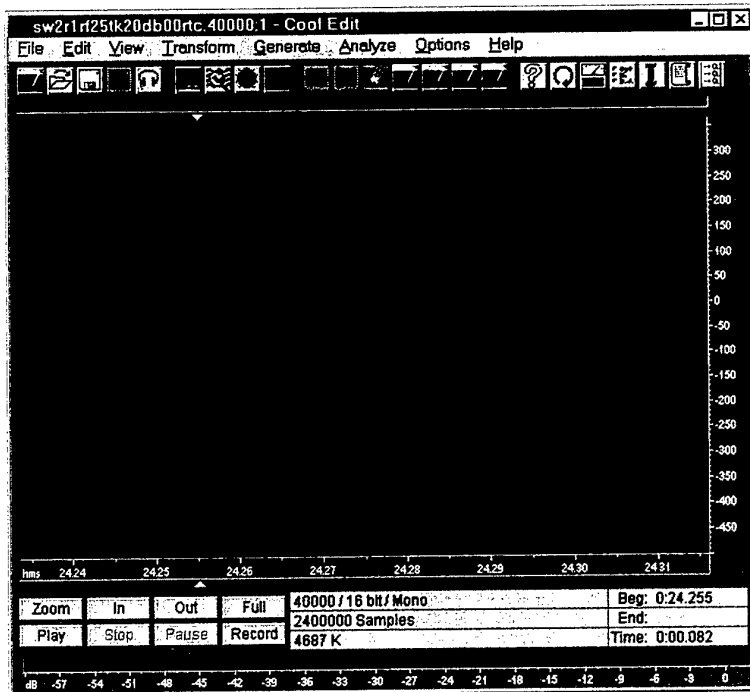 sw2r1rf25tk20db00rtc.40000;1 - Cool Edit
File Edit View Transform Generate Analyze Options Help
300
250
200
150
100
50
0
-50
-100
-150
-200
-250
-300
-350
-400
-450
hms 24.24 24.25 24.26 24.27 24.28 24.29 24.30 24.31
Zoom In Out Full 40000 / 16 bit / Mono Beg: 0:24.255
2400000 Samples End:
Play Stop Pause Record 4687 K Time: 0:00.082
dB -57 -54 -51 -48 -45 -42 -39 -36 -33 -30 -27 -24 -21 -18 -15 -12 -9 -6 -3 0